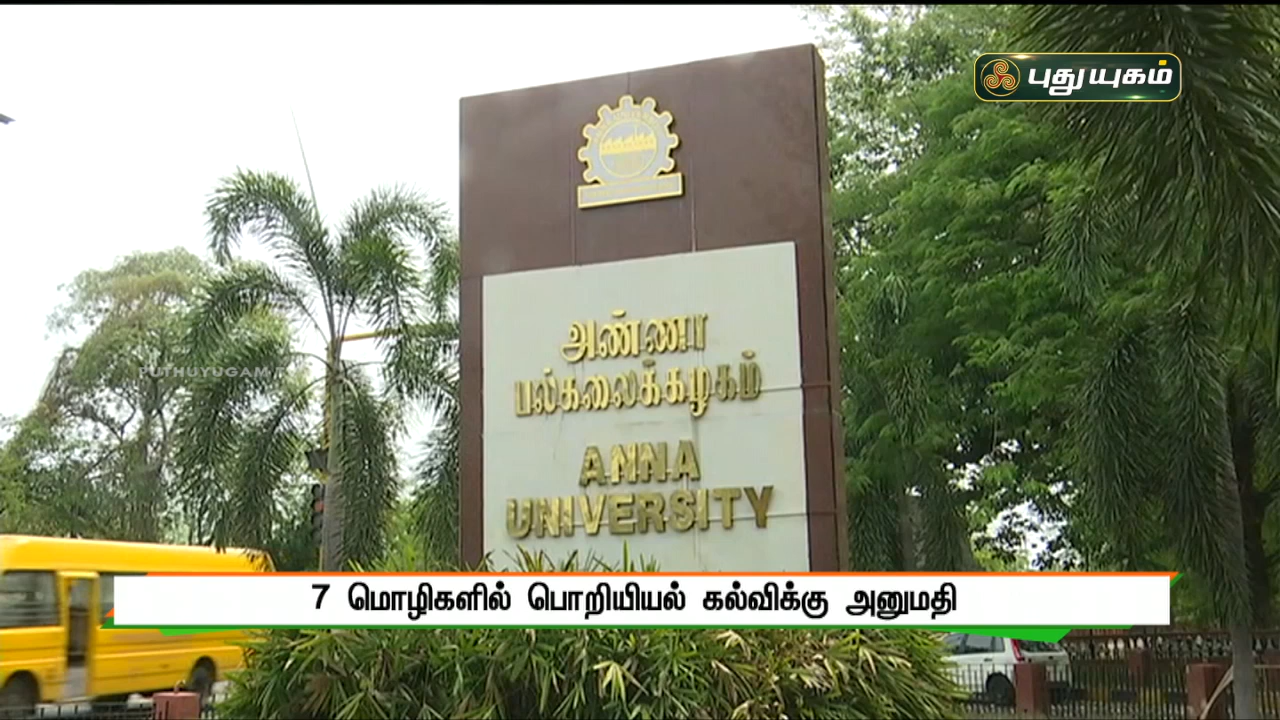 புதுயுகம்
அண்ணா
பல்கலைக்கழகம்
ANNA
UNIVERSITY
PUTHUYUGAM T
7 மொழிகளில் பொறியியல் கல்விக்கு அனுமதி